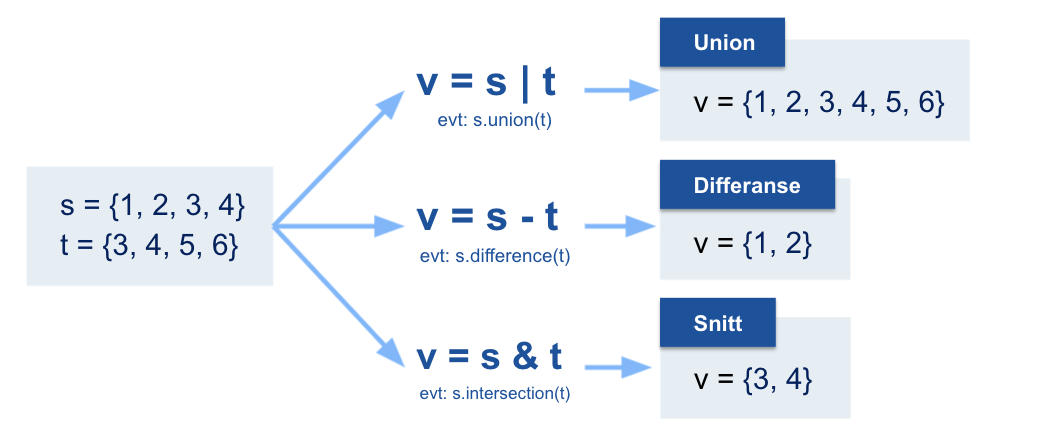 s = {1, 2, 3, 4}
t = {3, 4, 5, 6}
v = s | t
evt: s.union(t)
Union
v = {1, 2, 3, 4, 5, 6}
v = s - t
evt: s.difference(t)
Differanse
v = {1, 2}
v = s & t
evt: s.intersection(t)
Snitt
v = {3, 4}